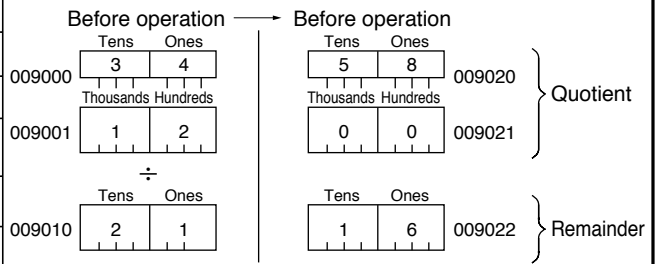 Before operation → Before operation
Tens Ones Tens Ones
009000 3 4 5 8 009020
Thousands Hundreds Thousands Hundreds
Quotient
009001 1 2 0 0 009021
÷
Tens Ones Tens Ones
009010 2 1 1 6 009022 Remainder